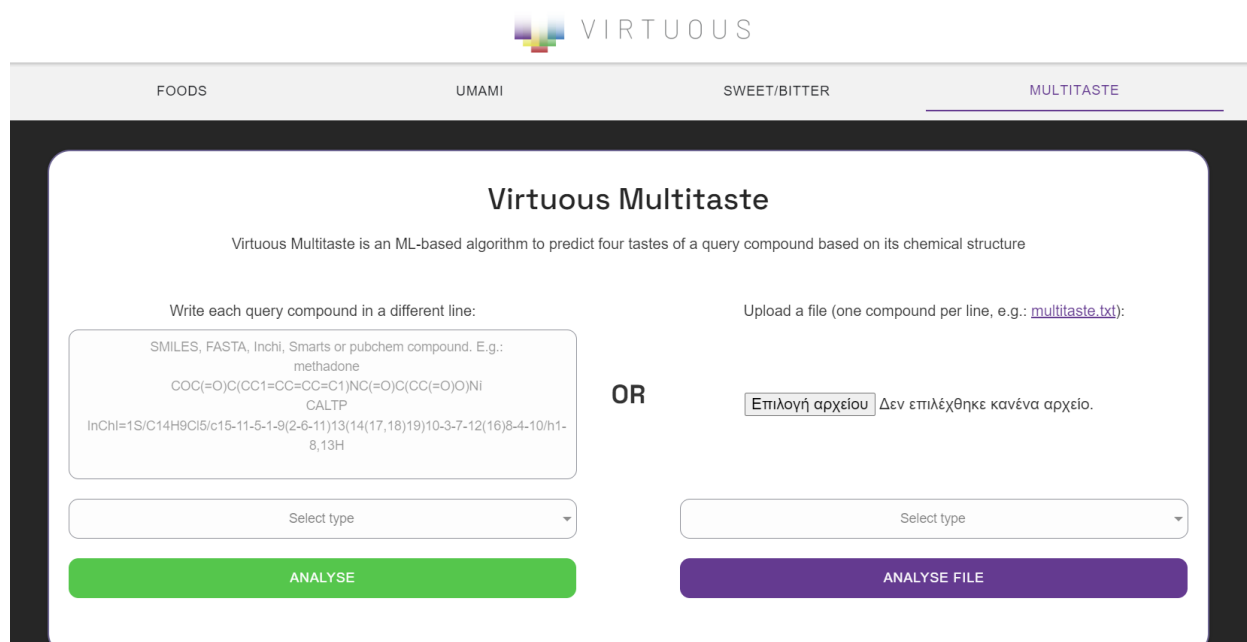 VIRTUOUS
FOODS
UMAMI
SWEET/BITTER
MULTITASTE
Virtuous Multitaste
Virtuous Multitaste is an ML-based algorithm to predict four tastes of a query compound based on its chemical structure
Write each query compound in a different line:
SMILES, FASTA, Inchi, Smarts or pubchem compound. E.g.:
methadone
COC(=O)C(CC1=CC=CC=C1)NC(=O)C(CC(=O)O)Ni
CALTP
InChI=1S/C14H9Cl5/c15-11-5-1-9(2-6-11)13(14(17,18)19)10-3-7-12(16)8-4-10/h1-
8,13H
Select type
ANALYSE
OR
Upload a file (one compound per line, e.g.: multitaste.txt):
Επιλογή αρχείου Δεν επιλέχθηκε κανένα αρχείο.
Select type
ANALYSE FILE